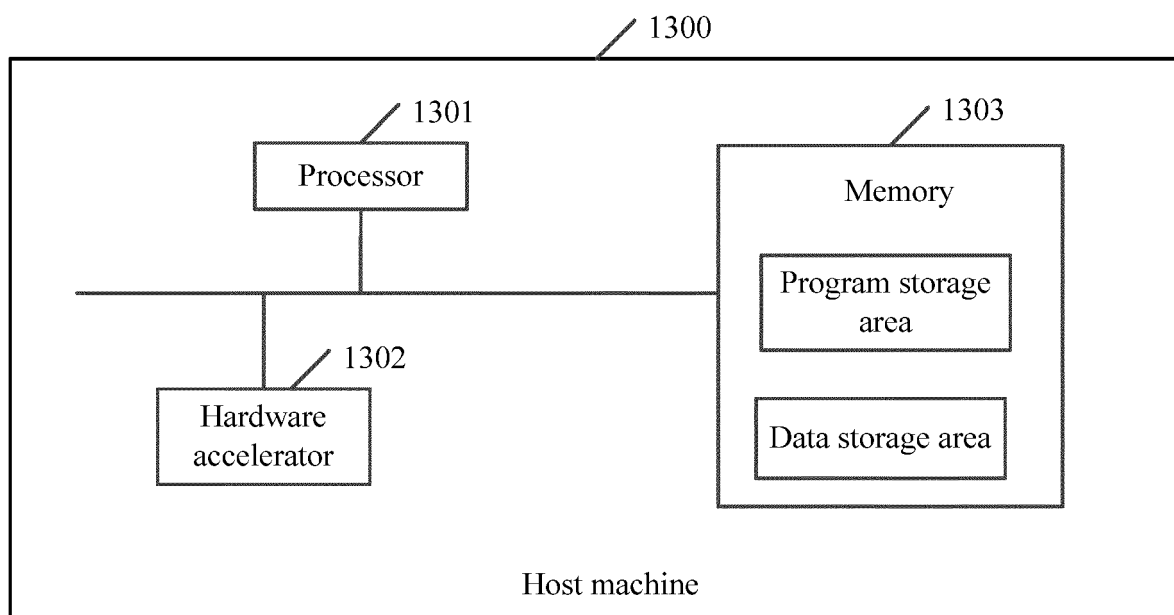 1300
1301
Processor
1303
Memory
Program storage
area
1302
Hardware
accelerator
Data storage area
Host machine